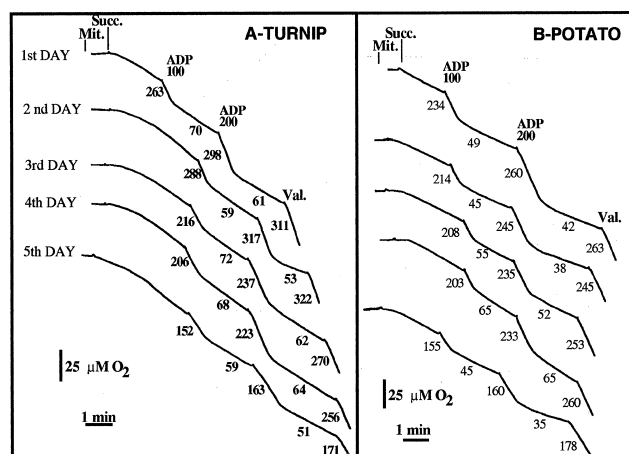 A-TURNIP
Succ.
Mit.
1st DAY
ADP
100
263
70
ADP
200
298
61
Val.
311
2 nd DAY
288
59
317
53
322
3rd DAY
216
72
237
62
270
4th DAY
206
68
223
64
256
5th DAY
152
59
163
51
171
25 µM O2
1 min
B-POTATO
Succ.
Mit.
ADP
100
234
49
ADP
200
260
42
Val.
263
214
45
245
38
245
208
55
235
52
253
203
65
233
65
260
155
45
160
35
178
25 µM O2
1 min